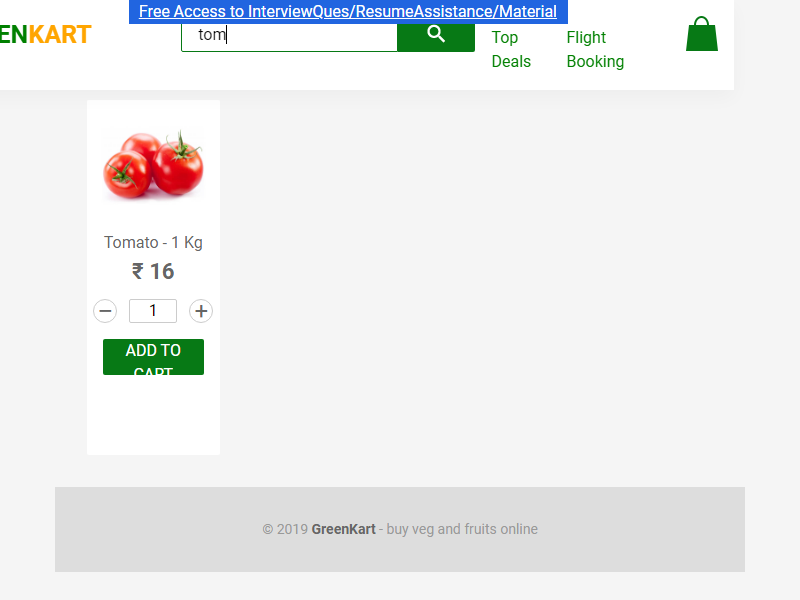 Free Access to InterviewQues/ResumeAssistance/Material
ENKART
tom
Top Deals
Flight Booking
Tomato - 1 Kg
₹ 16
1
ADD TO
CART
© 2019 GreenKart - buy veg and fruits online